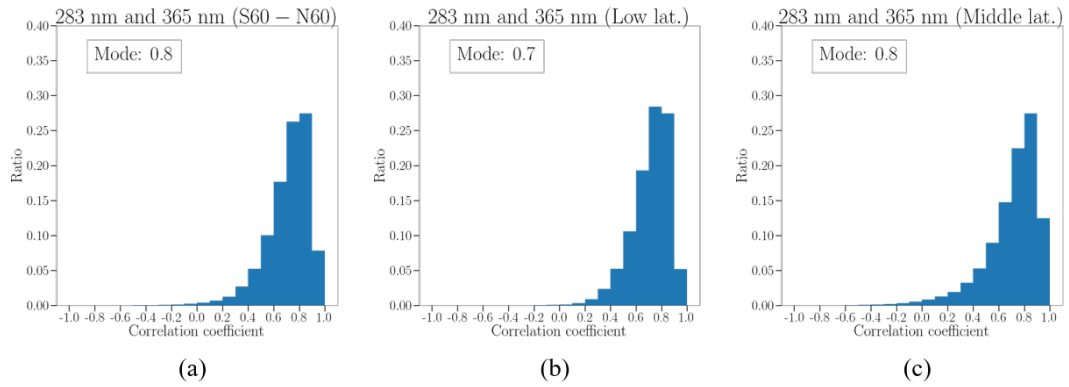 283 nm and 365 nm (S60 − N60)
Mode: 0.8
0.40
0.35
0.30
0.25
0.20
0.15
0.10
0.05
0.00
Ratio
-1.0 -0.8 -0.6 -0.4 -0.2 0.0 0.2 0.4 0.6 0.8 1.0
Correlation coefficient
(a)
283 nm and 365 nm (Low lat.)
Mode: 0.7
0.40
0.35
0.30
0.25
0.20
0.15
0.10
0.05
0.00
Ratio
-1.0 -0.8 -0.6 -0.4 -0.2 0.0 0.2 0.4 0.6 0.8 1.0
Correlation coefficient
(b)
283 nm and 365 nm (Middle lat.)
Mode: 0.8
0.40
0.35
0.30
0.25
0.20
0.15
0.10
0.05
0.00
Ratio
-1.0 -0.8 -0.6 -0.4 -0.2 0.0 0.2 0.4 0.6 0.8 1.0
Correlation coefficient
(c)